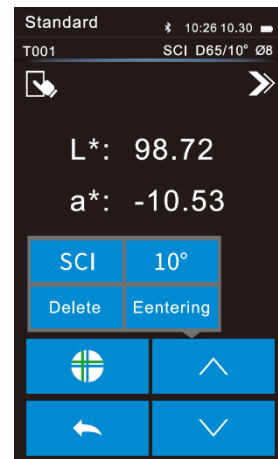 Standard 10:26 10.30
T001 SCI D65/10° Ø8
L*: 98.72
a*: -10.53
SCI 10°
Delete Eentering